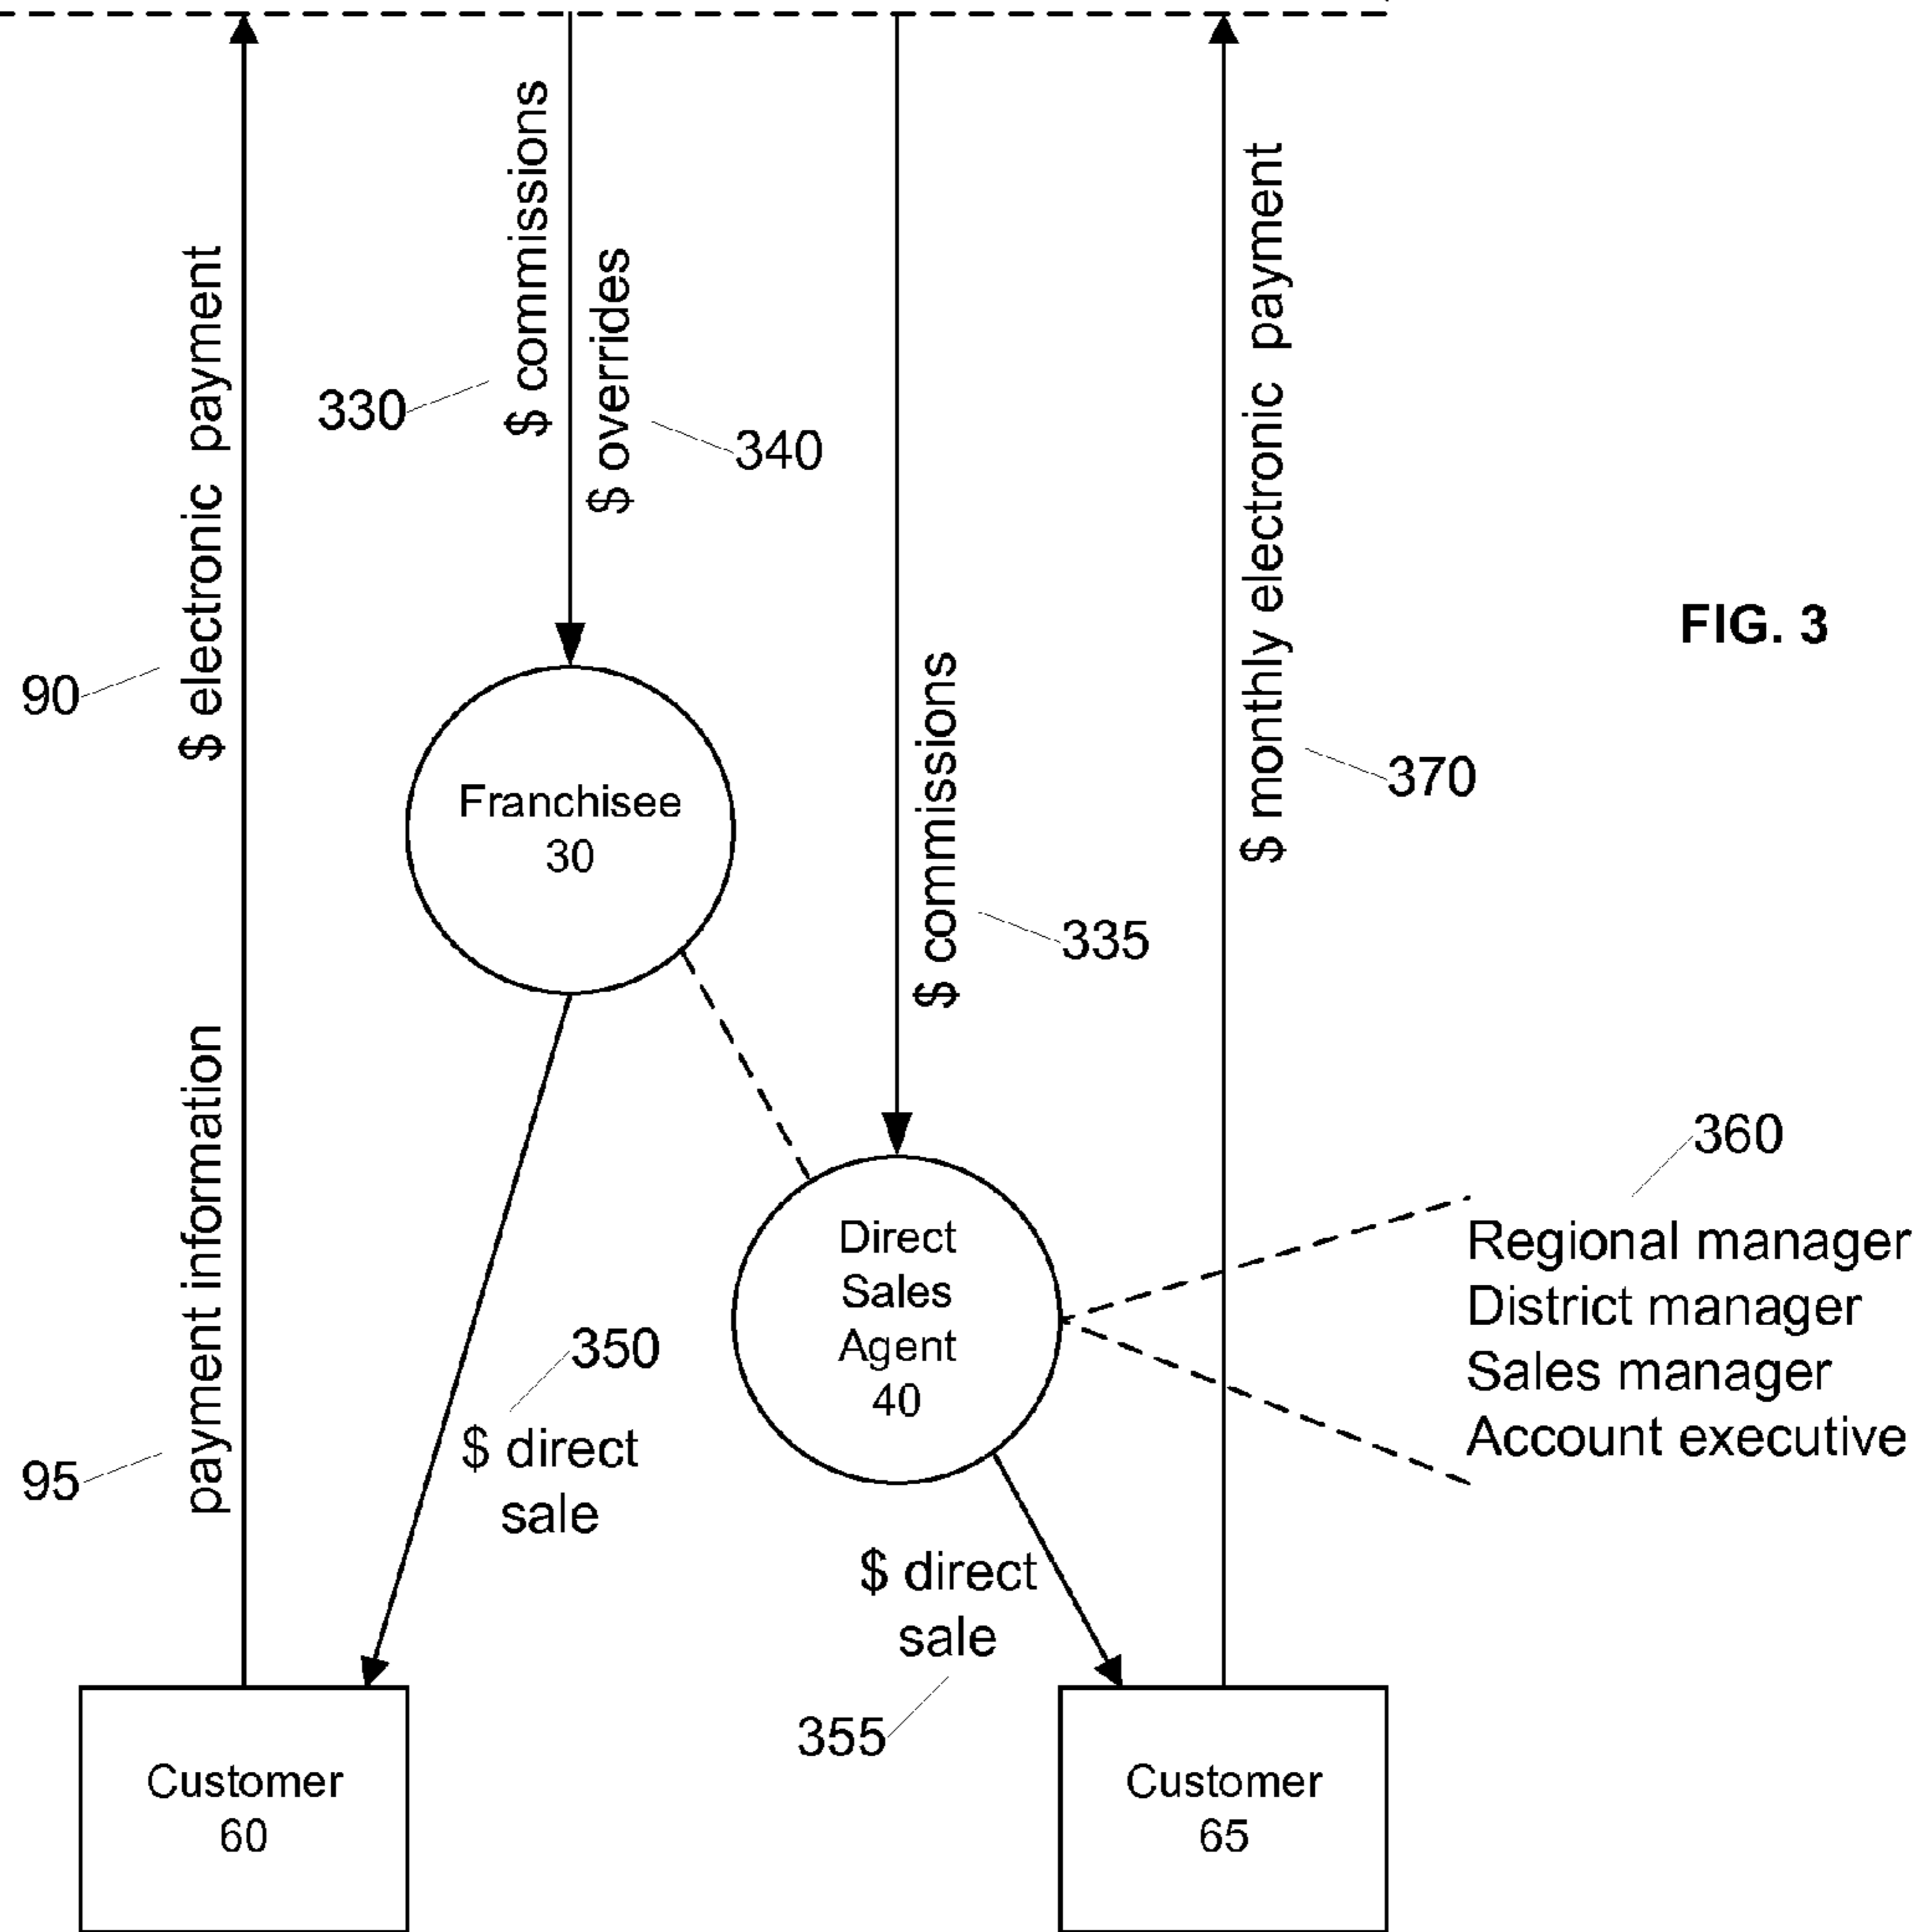 $ electronic payment
90
payment information
95
$ commissions
330
$ overrides
340
Franchisee
30
$ commissions
335
$ monthly electronic payment
370
FIG. 3
360
Regional manager
District manager
Sales manager
Account executive
Direct
Sales
Agent
40
350
$ direct
sale
$ direct
sale
355
Customer
60
Customer
65